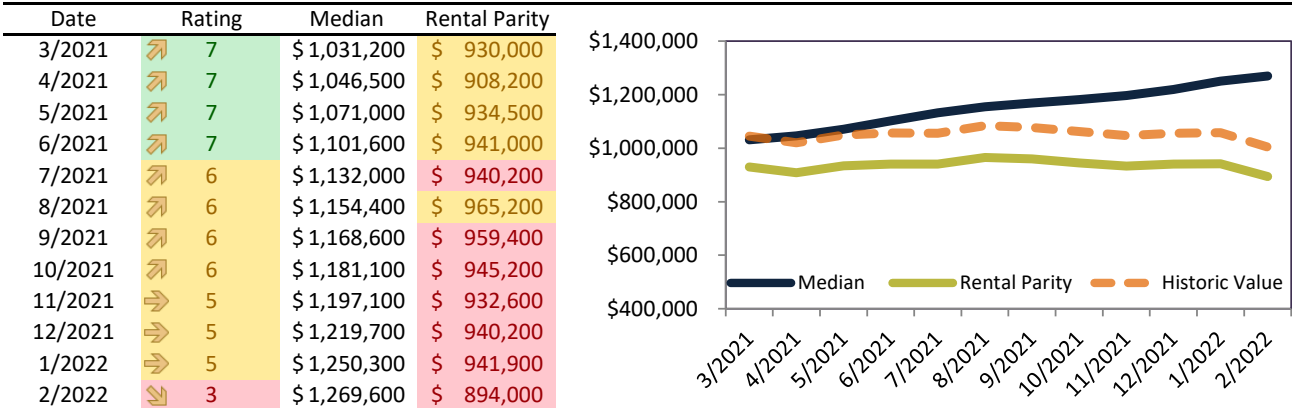 Date Rating Median Rental Parity
3/2021 7 $1,031,200 $ 930,000
4/2021 7 $1,046,500 $ 908,200
5/2021 7 $1,071,000 $ 934,500
6/2021 7 $1,101,600 $ 941,000
7/2021 6 $1,132,000 $ 940,200
8/2021 6 $1,154,400 $ 965,200
9/2021 6 $1,168,600 $ 959,400
10/2021 6 $1,181,100 $ 945,200
11/2021 5 $1,197,100 $ 932,600
12/2021 5 $1,219,700 $ 940,200
1/2022 5 $1,250,300 $ 941,900
2/2022 3 $1,269,600 $ 894,000
$1,400,000
$1,200,000
$1,000,000
$800,000
$600,000
$400,000
Median Rental Parity Historic Value
3/2021 4/2021 5/2021 6/2021 7/2021 8/2021 9/2021 10/2021 11/2021 12/2021 1/2022 2/2022